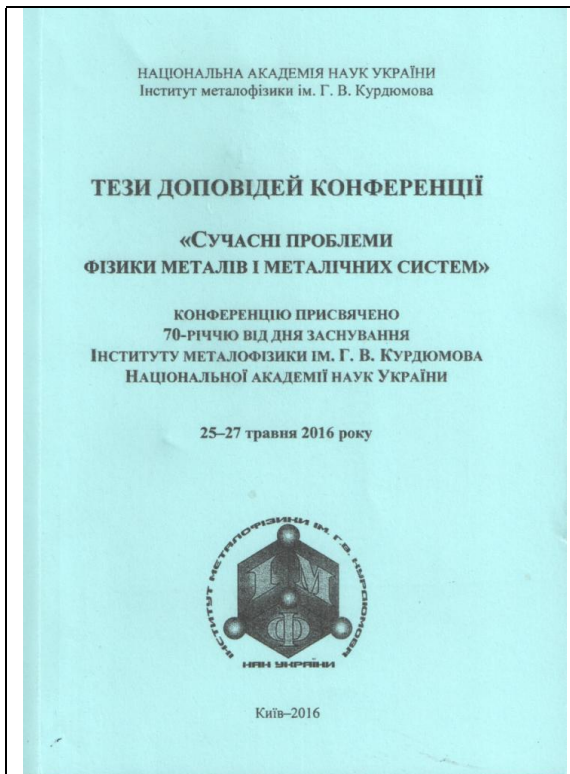 НАЦІОНАЛЬНА АКАДЕМІЯ НАУК УКРАЇНИ
Інститут металофізики ім. Г. В. Курдюмова
ТЕЗИ ДОПОВІДЕЙ КОНФЕРЕНЦІЇ
«СУЧАСНІ ПРОБЛЕМИ
ФІЗИКИ МЕТАЛІВ І МЕТАЛІЧНИХ СИСТЕМ»
КОНФЕРЕНЦІЮ ПРИСВЯЧЕНО
70-РІЧЧЮ ВІД ДНЯ ЗАСНУВАННЯ
ІНСТИТУТУ МЕТАЛОФІЗИКИ ІМ. Г. В. КУРДЮМОВА
НАЦІОНАЛЬНОЇ АКАДЕМІЇ НАУК УКРАЇНИ
25–27 травня 2016 року
ІНСТИТУТ МЕТАЛОФІЗИКИ ІМ. Г.В. КУРДЮМОВА
І М
Ф
НАН УКРАЇНИ
Київ–2016